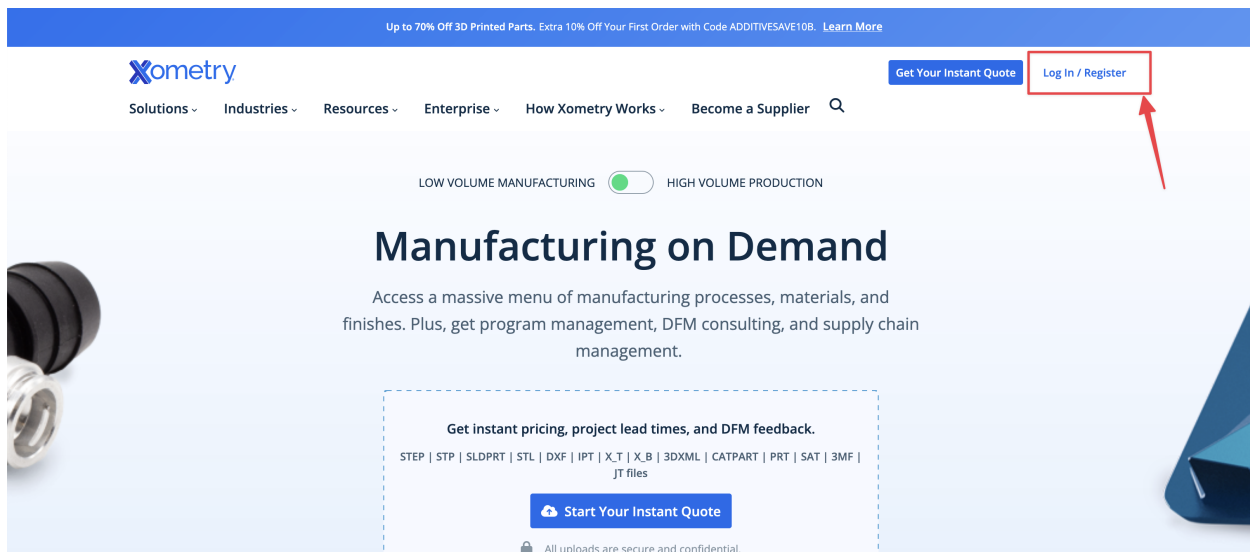 Up to 70% Off 3D Printed Parts. Extra 10% Off Your First Order with Code ADDITIVESAVE10B. Learn More
Xometry
Get Your Instant Quote
Log In / Register
Solutions
Industries
Resources
Enterprise
How Xometry Works
Become a Supplier
LOW VOLUME MANUFACTURING
HIGH VOLUME PRODUCTION
Manufacturing on Demand
Access a massive menu of manufacturing processes, materials, and
finishes. Plus, get program management, DFM consulting, and supply chain
management.
Get instant pricing, project lead times, and DFM feedback.
STEP | STP | SLDPRT | STL | DXF | IPT | X_T | X_B | 3DXML | CATPART | PRT | SAT | 3MF |
JT files
Start Your Instant Quote
All uploads are secure and confidential.